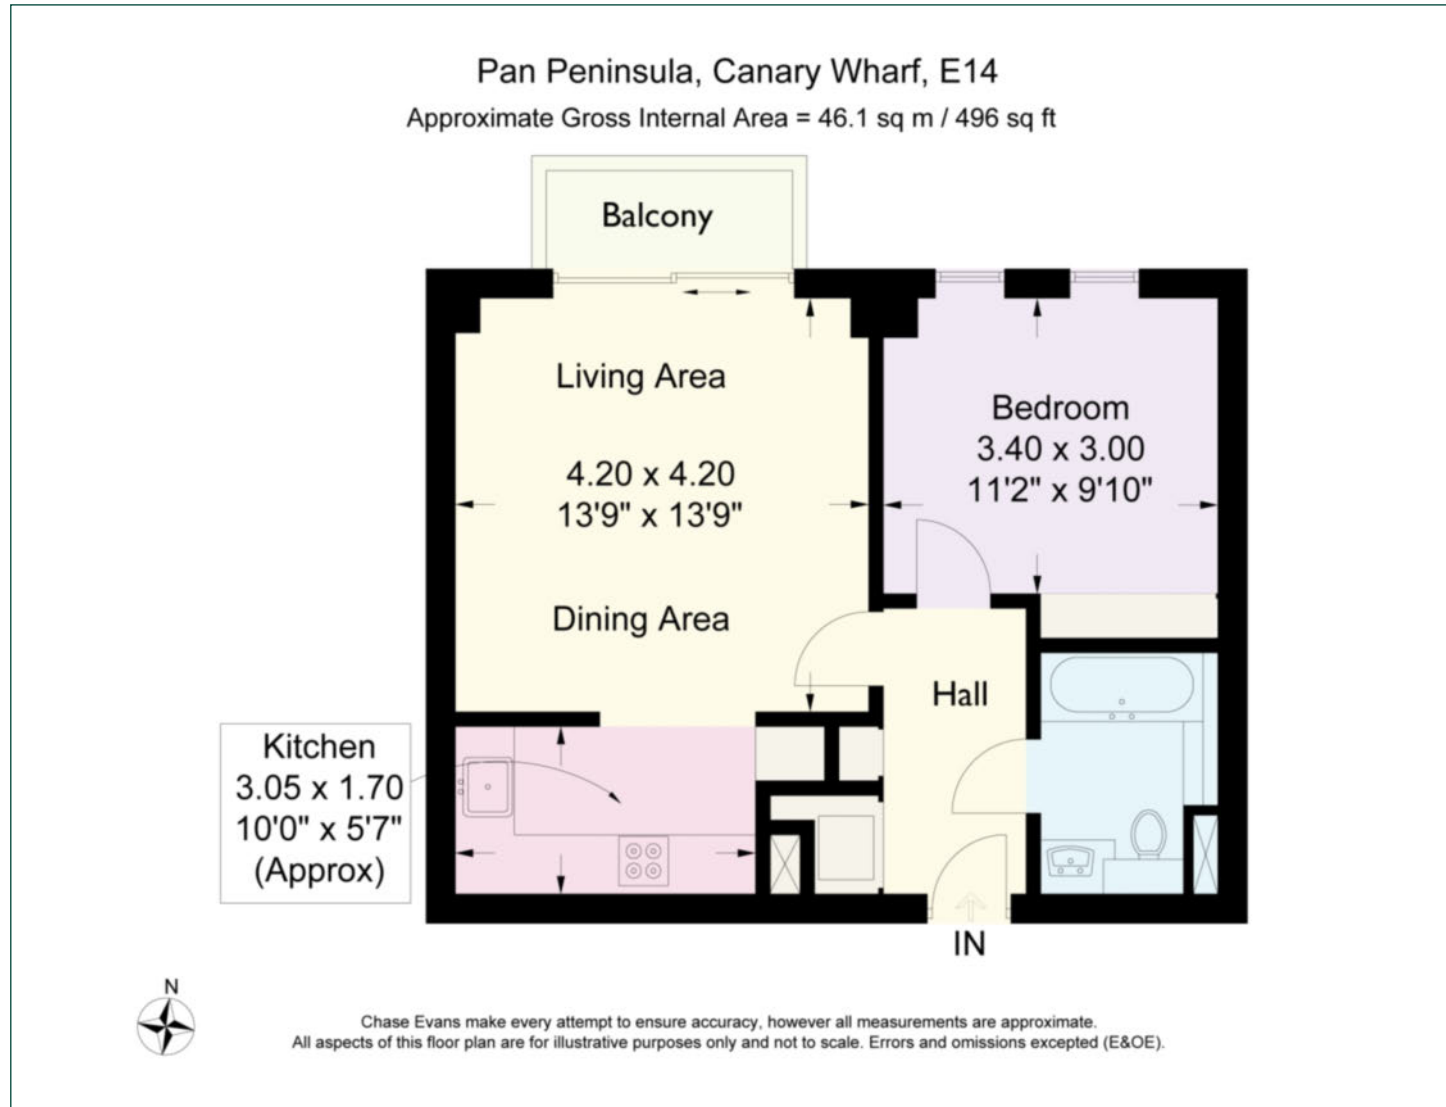 Pan Peninsula, Canary Wharf, E14
Approximate Gross Internal Area = 46.1 sq m / 496 sq ft
Balcony
Living Area
4.20 x 4.20
13'9" x 13'9"
Dining Area
Bedroom
3.40 x 3.00
11'2" x 9'10"
Hall
Kitchen
3.05 x 1.70
10'0" x 5'7"
(Approx)
IN
N
Chase Evans make every attempt to ensure accuracy, however all measurements are approximate.
All aspects of this floor plan are for illustrative purposes only and not to scale. Errors and omissions excepted (E&OE).